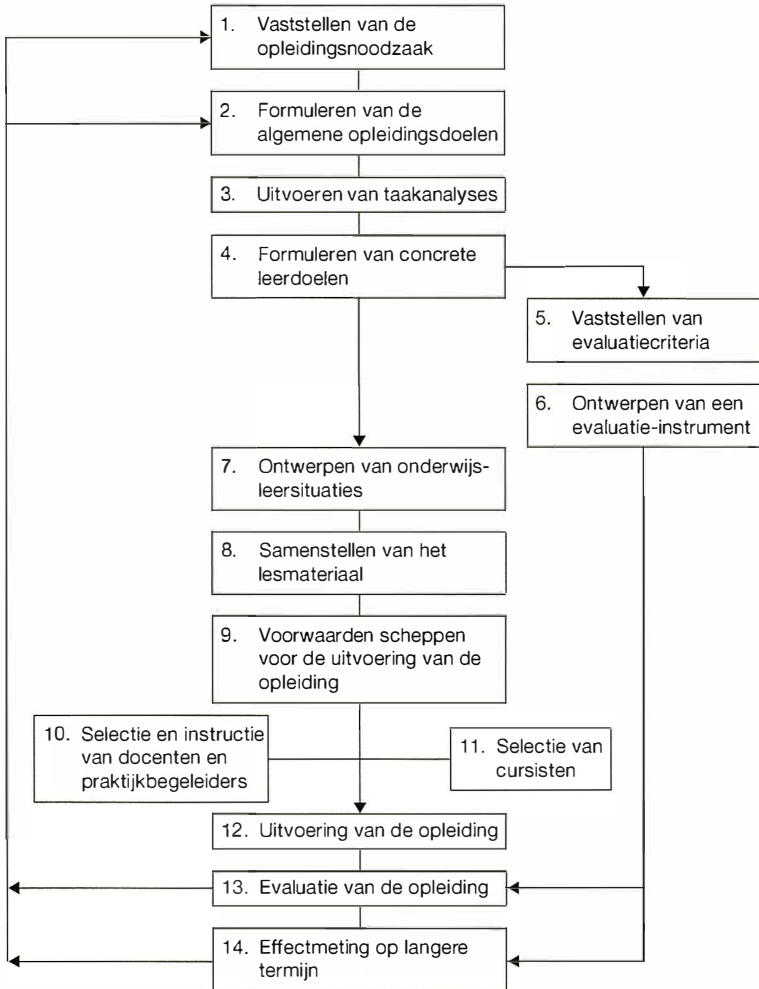 1. Vaststellen van de
opleidingsnoodzaak
2. Formuleren van de
algemene opleidingsdoelen
3. Uitvoeren van taakanalyses
4. Formuleren van concrete
leerdoelen
5. Vaststellen van
evaluatiecriteria
6. Ontwerpen van een
evaluatie-instrument
7. Ontwerpen van onderwijs-
leersituaties
8. Samenstellen van het
lesmateriaal
9. Voorwaarden scheppen
voor de uitvoering van de
opleiding
10. Selectie en instructie
van docenten en
praktijkbegeleiders
11. Selectie van
cursisten
12. Uitvoering van de opleiding
13. Evaluatie van de opleiding
14. Effectmeting op langere
termijn